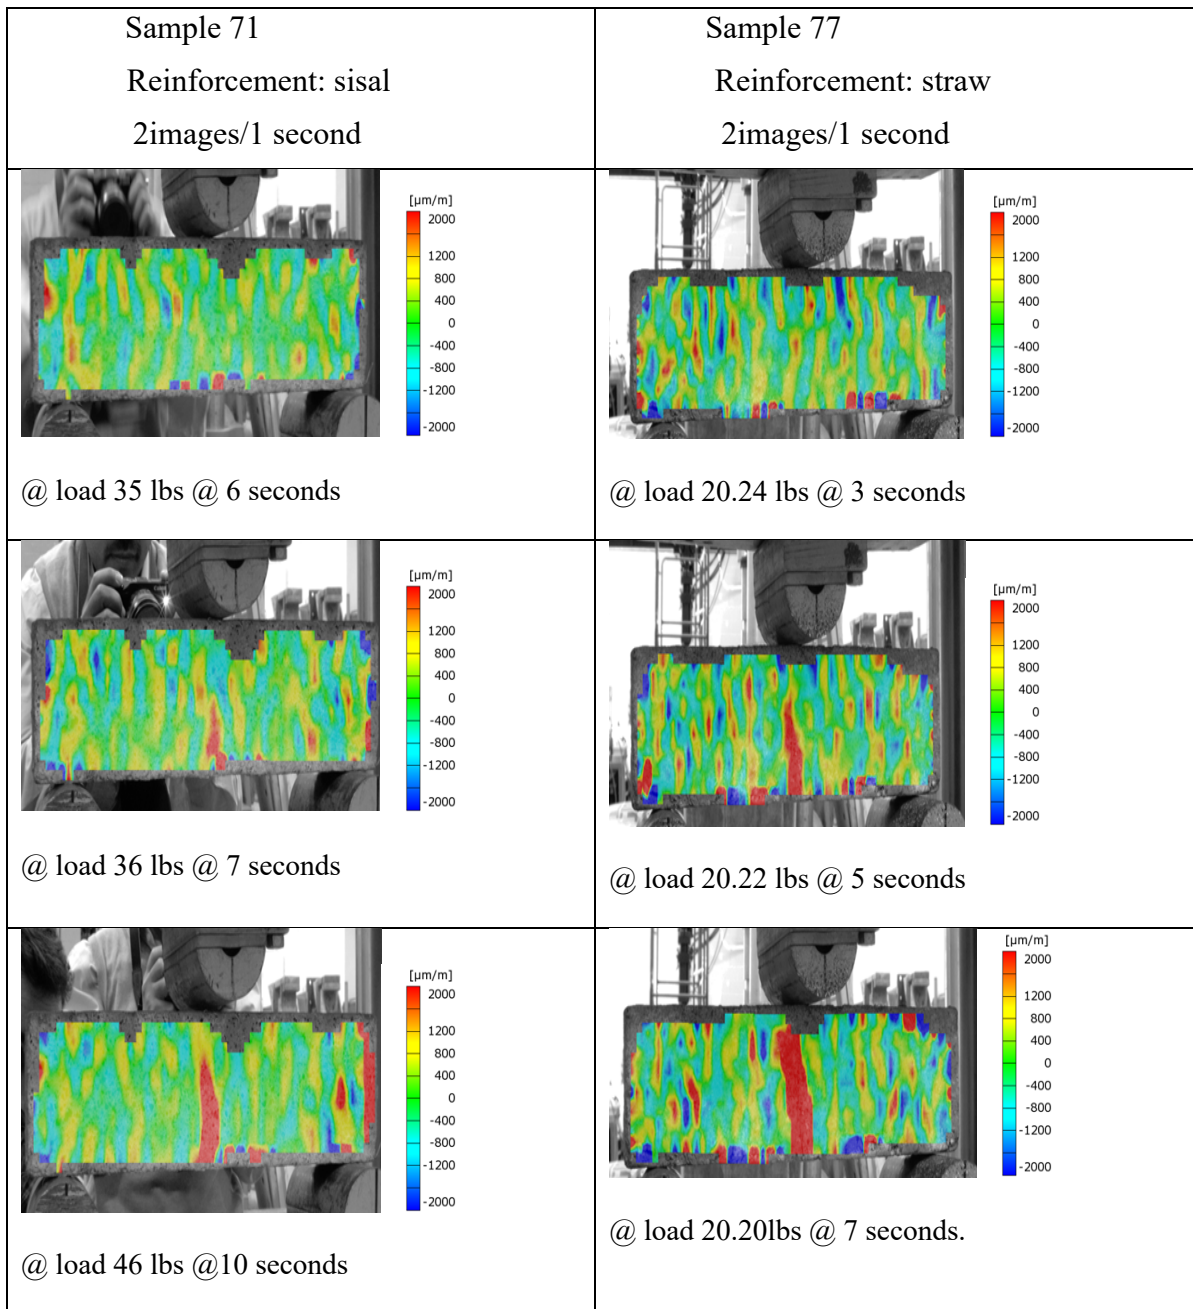 Sample 71
Reinforcement: sisal
2images/1 second
Sample 77
Reinforcement: straw
2images/1 second
[µm/m]
2000
1200
800
400
0
-400
-800
-1200
-2000
@ load 35 lbs @ 6 seconds
[µm/m]
2000
1200
800
400
0
-400
-800
-1200
-2000
@ load 20.24 lbs @ 3 seconds
[µm/m]
2000
1200
800
400
0
-400
-800
-1200
-2000
@ load 36 lbs @ 7 seconds
[µm/m]
2000
1200
800
400
0
-400
-800
-1200
-2000
@ load 20.22 lbs @ 5 seconds
[µm/m]
2000
1200
800
400
0
-400
-800
-1200
-2000
@ load 46 lbs @10 seconds
[µm/m]
2000
1200
400
0
-400
-800
-1200
-2000
@ load 20.20lbs @ 7 seconds.